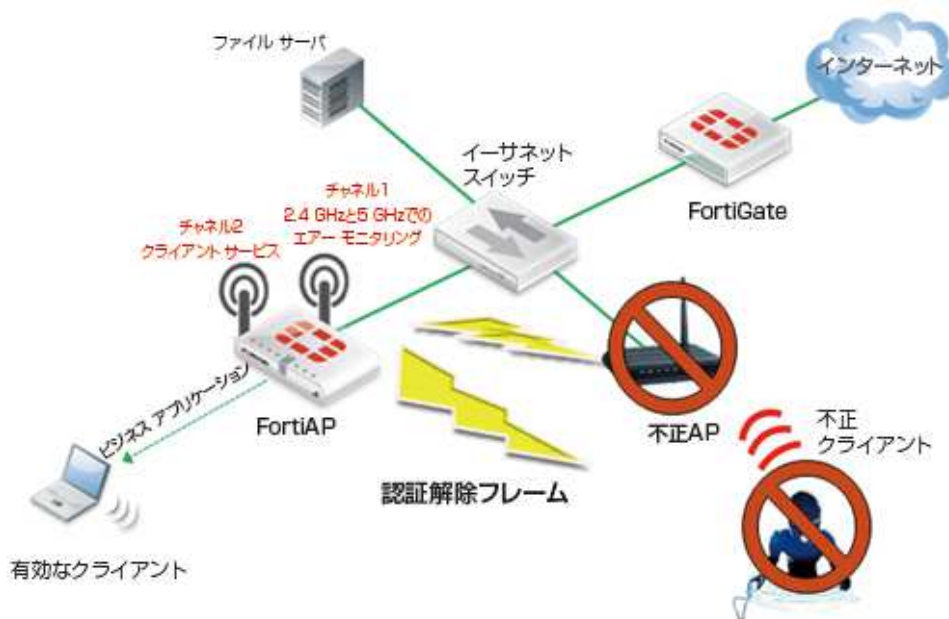 ファイル サーバ
インターネット
イーサネット
スイッチ
FortiGate
チャネル1
2.4 GHzと5 GHzでの
エアー モニタリング
チャネル2
クライアント サービス
ビジネス アプリケーション
FortiAP
不正AP
不正
クライアント
認証解除フレーム
有効なクライアント